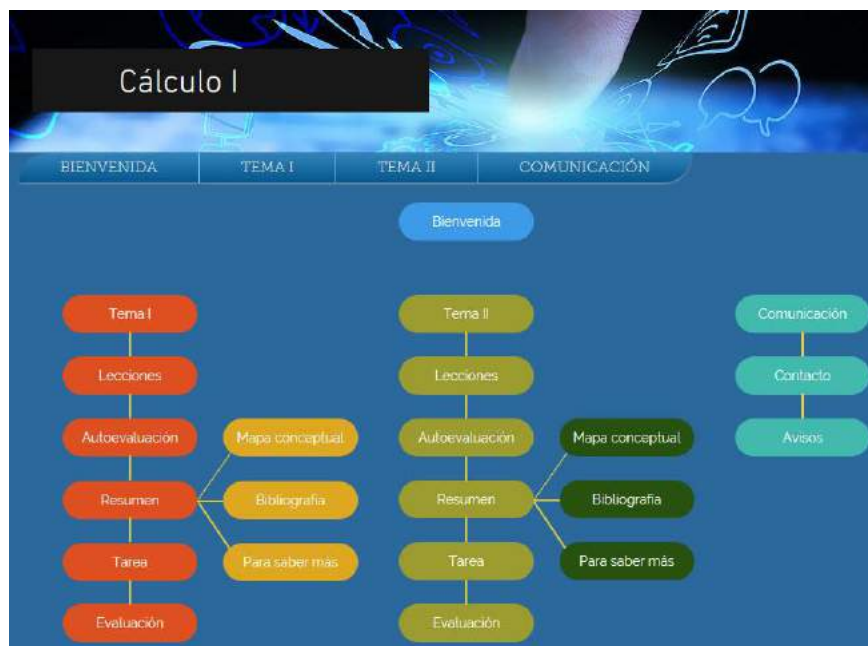 Cálculo I
BIENVENIDA TEMA I TEMA II COMUNICACIÓN
Bienvenida
Tema I Tema II Comunicación
Lecciones Lecciones Contacto
Autoevaluación Mapa conceptual Autoevaluación Mapa conceptual Avisos
Resumen Bibliografía Resumen Bibliografía
Tarea Para saber más Tarea Para saber más
Evaluación Evaluación